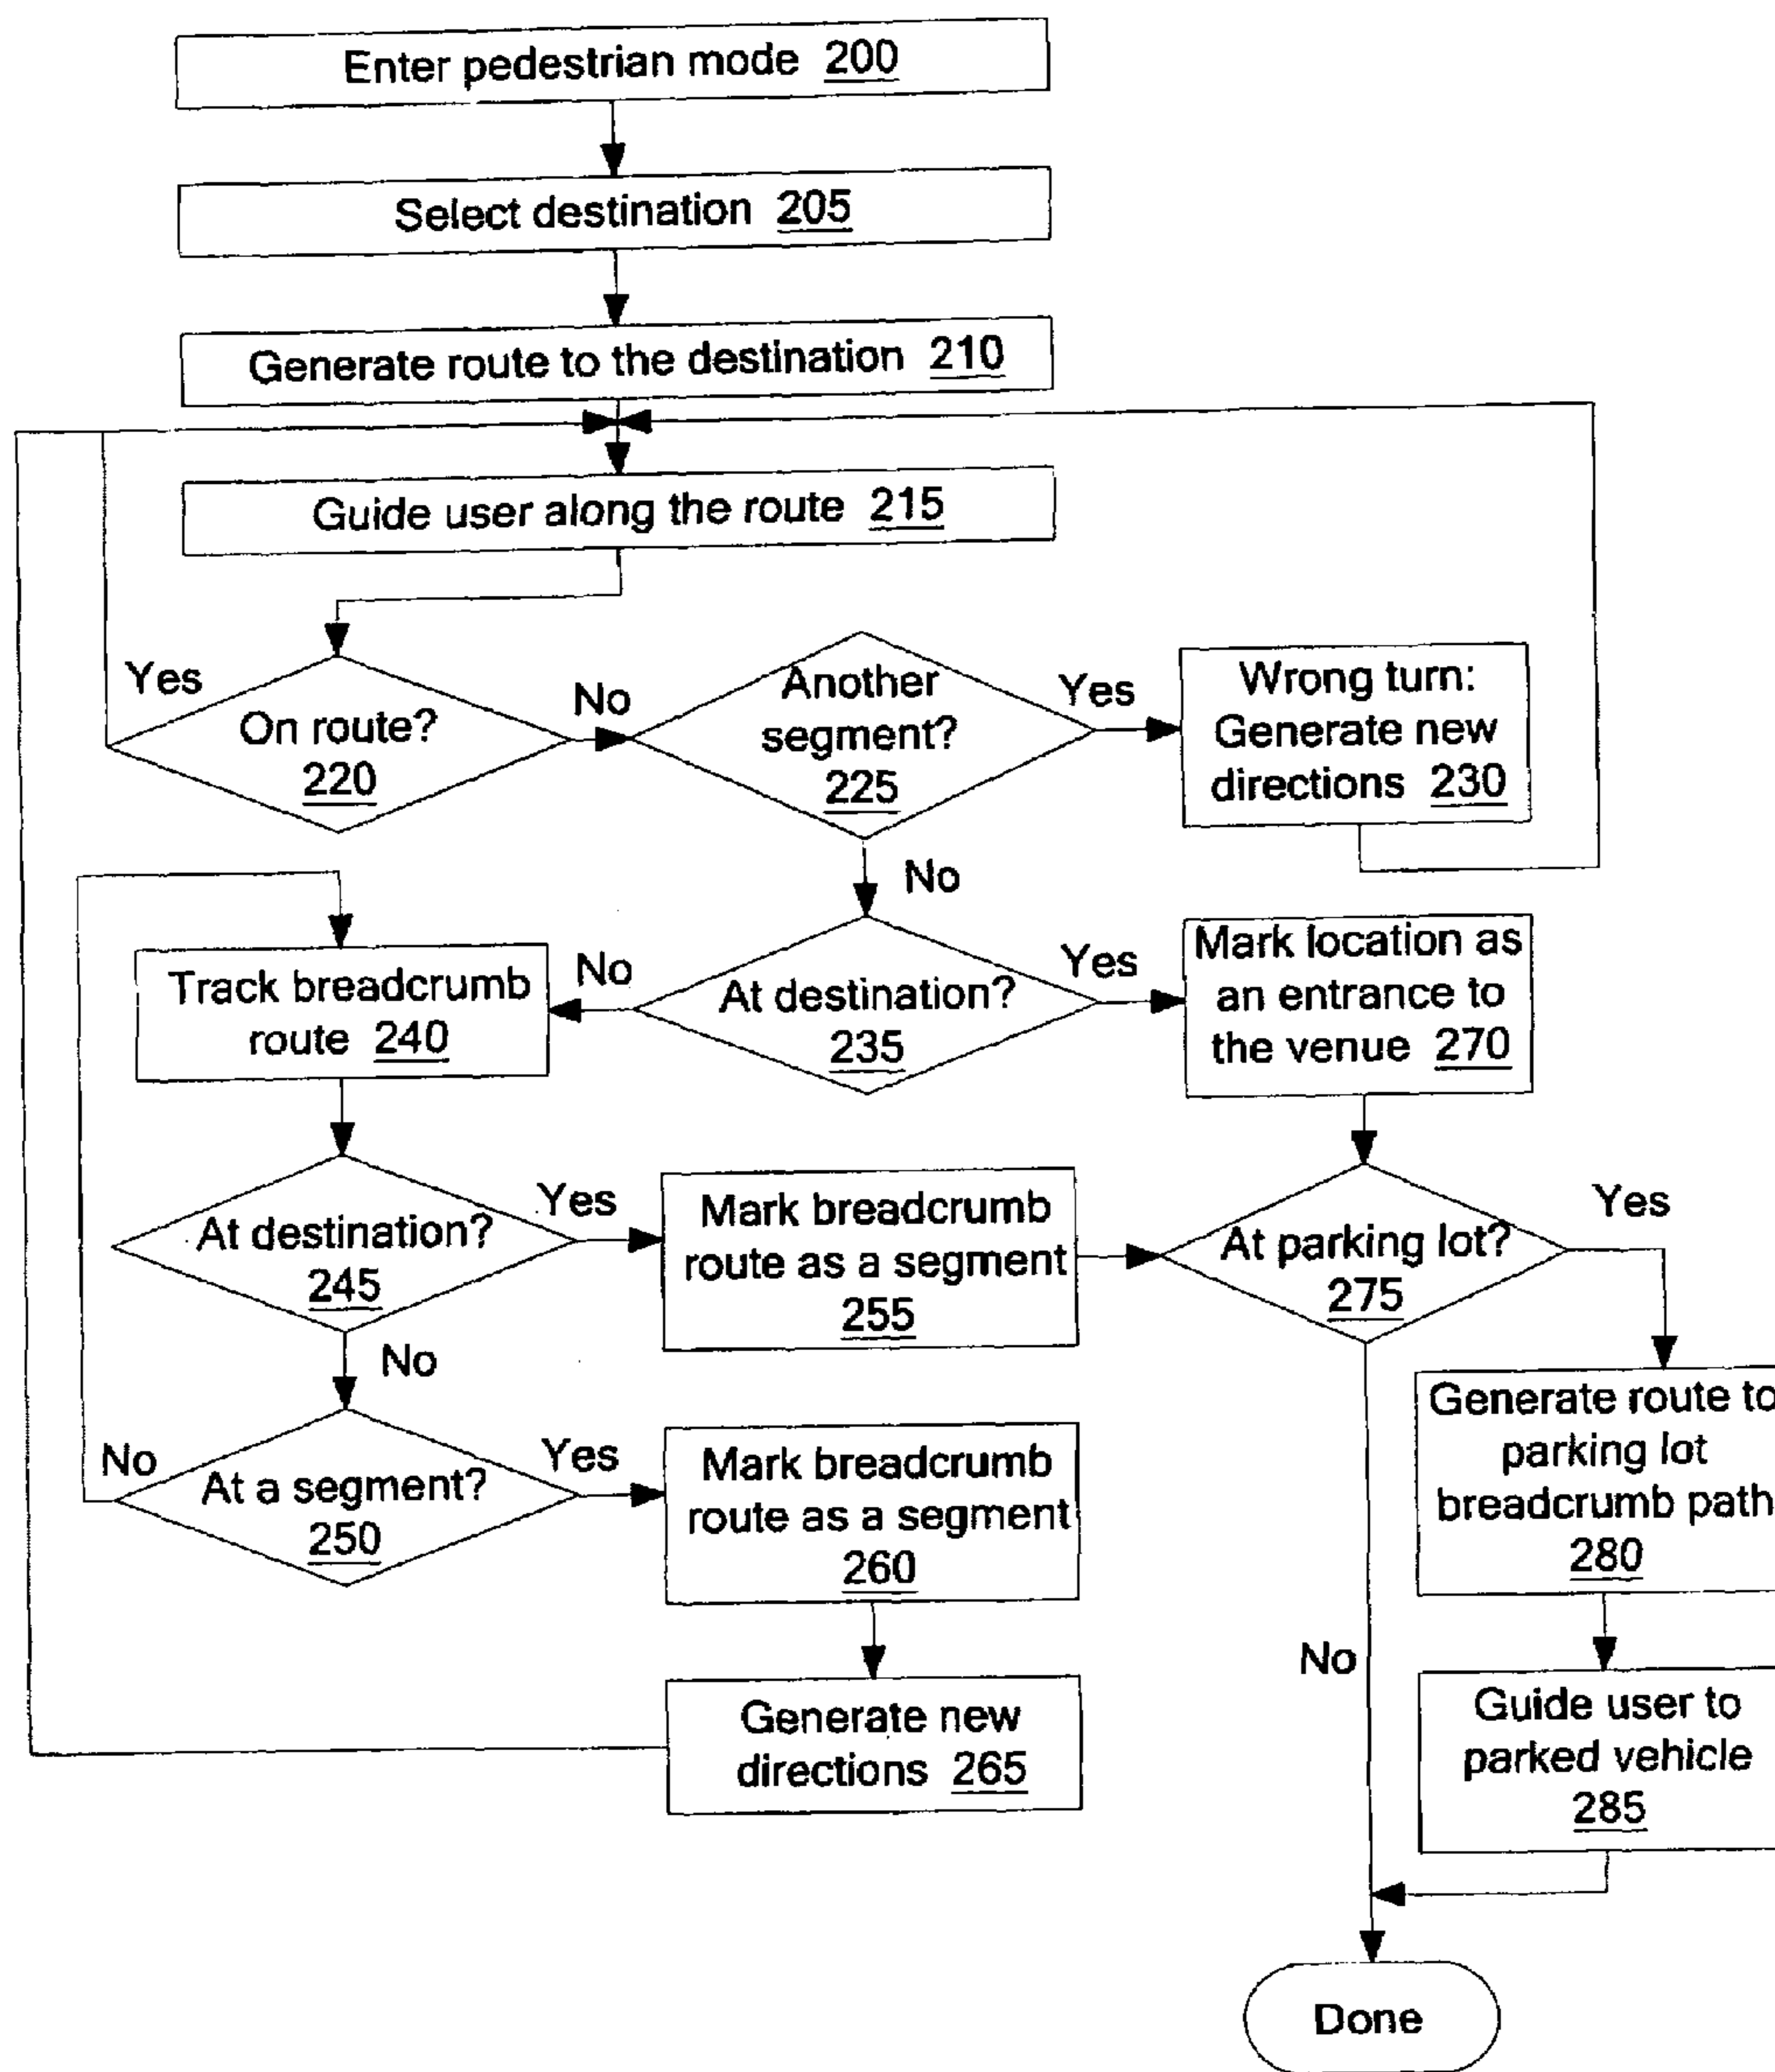 Enter pedestrian mode 200
Select destination 205
Generate route to the destination 210
Guide user along the route 215
Yes
On route?
220
No
Another
segment?
225
Yes
Wrong turn:
Generate new
directions 230
No
Track breadcrumb
route 240
No
At destination?
235
Yes
Mark location as
an entrance to
the venue 270
At destination?
245
Yes
Mark breadcrumb
route as a segment
255
At parking lot?
275
Yes
No
No
At a segment?
250
Yes
Mark breadcrumb
route as a segment
260
Generate route to
parking lot
breadcrumb path
280
No
Generate new
directions 265
Guide user to
parked vehicle
285
Done